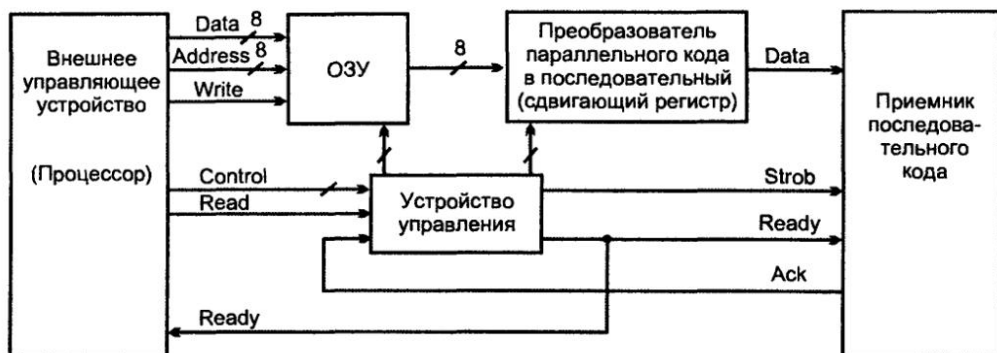 Внешнее
управляющее
устройство
(Процессор)
Data 8
Address 8
Write
ОЗУ
8
Преобразователь
параллельного кода
в последовательный
(сдвигающий регистр)
Data
Приемник
последова-
тельного
кода
Control
Read
Устройство
управления
Strob
Ready
Ack
Ready